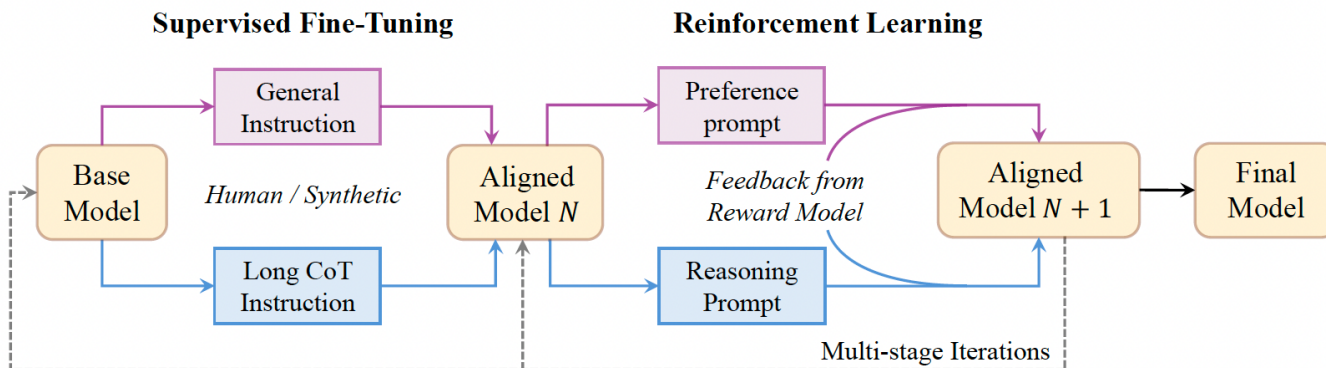 Supervised Fine-Tuning
Reinforcement Learning
General
Instruction
Preference
prompt
Base
Model
Human / Synthetic
Aligned
Model N
Feedback from
Reward Model
Aligned
Model N + 1
Final
Model
Long CoT
Instruction
Reasoning
Prompt
Multi-stage Iterations